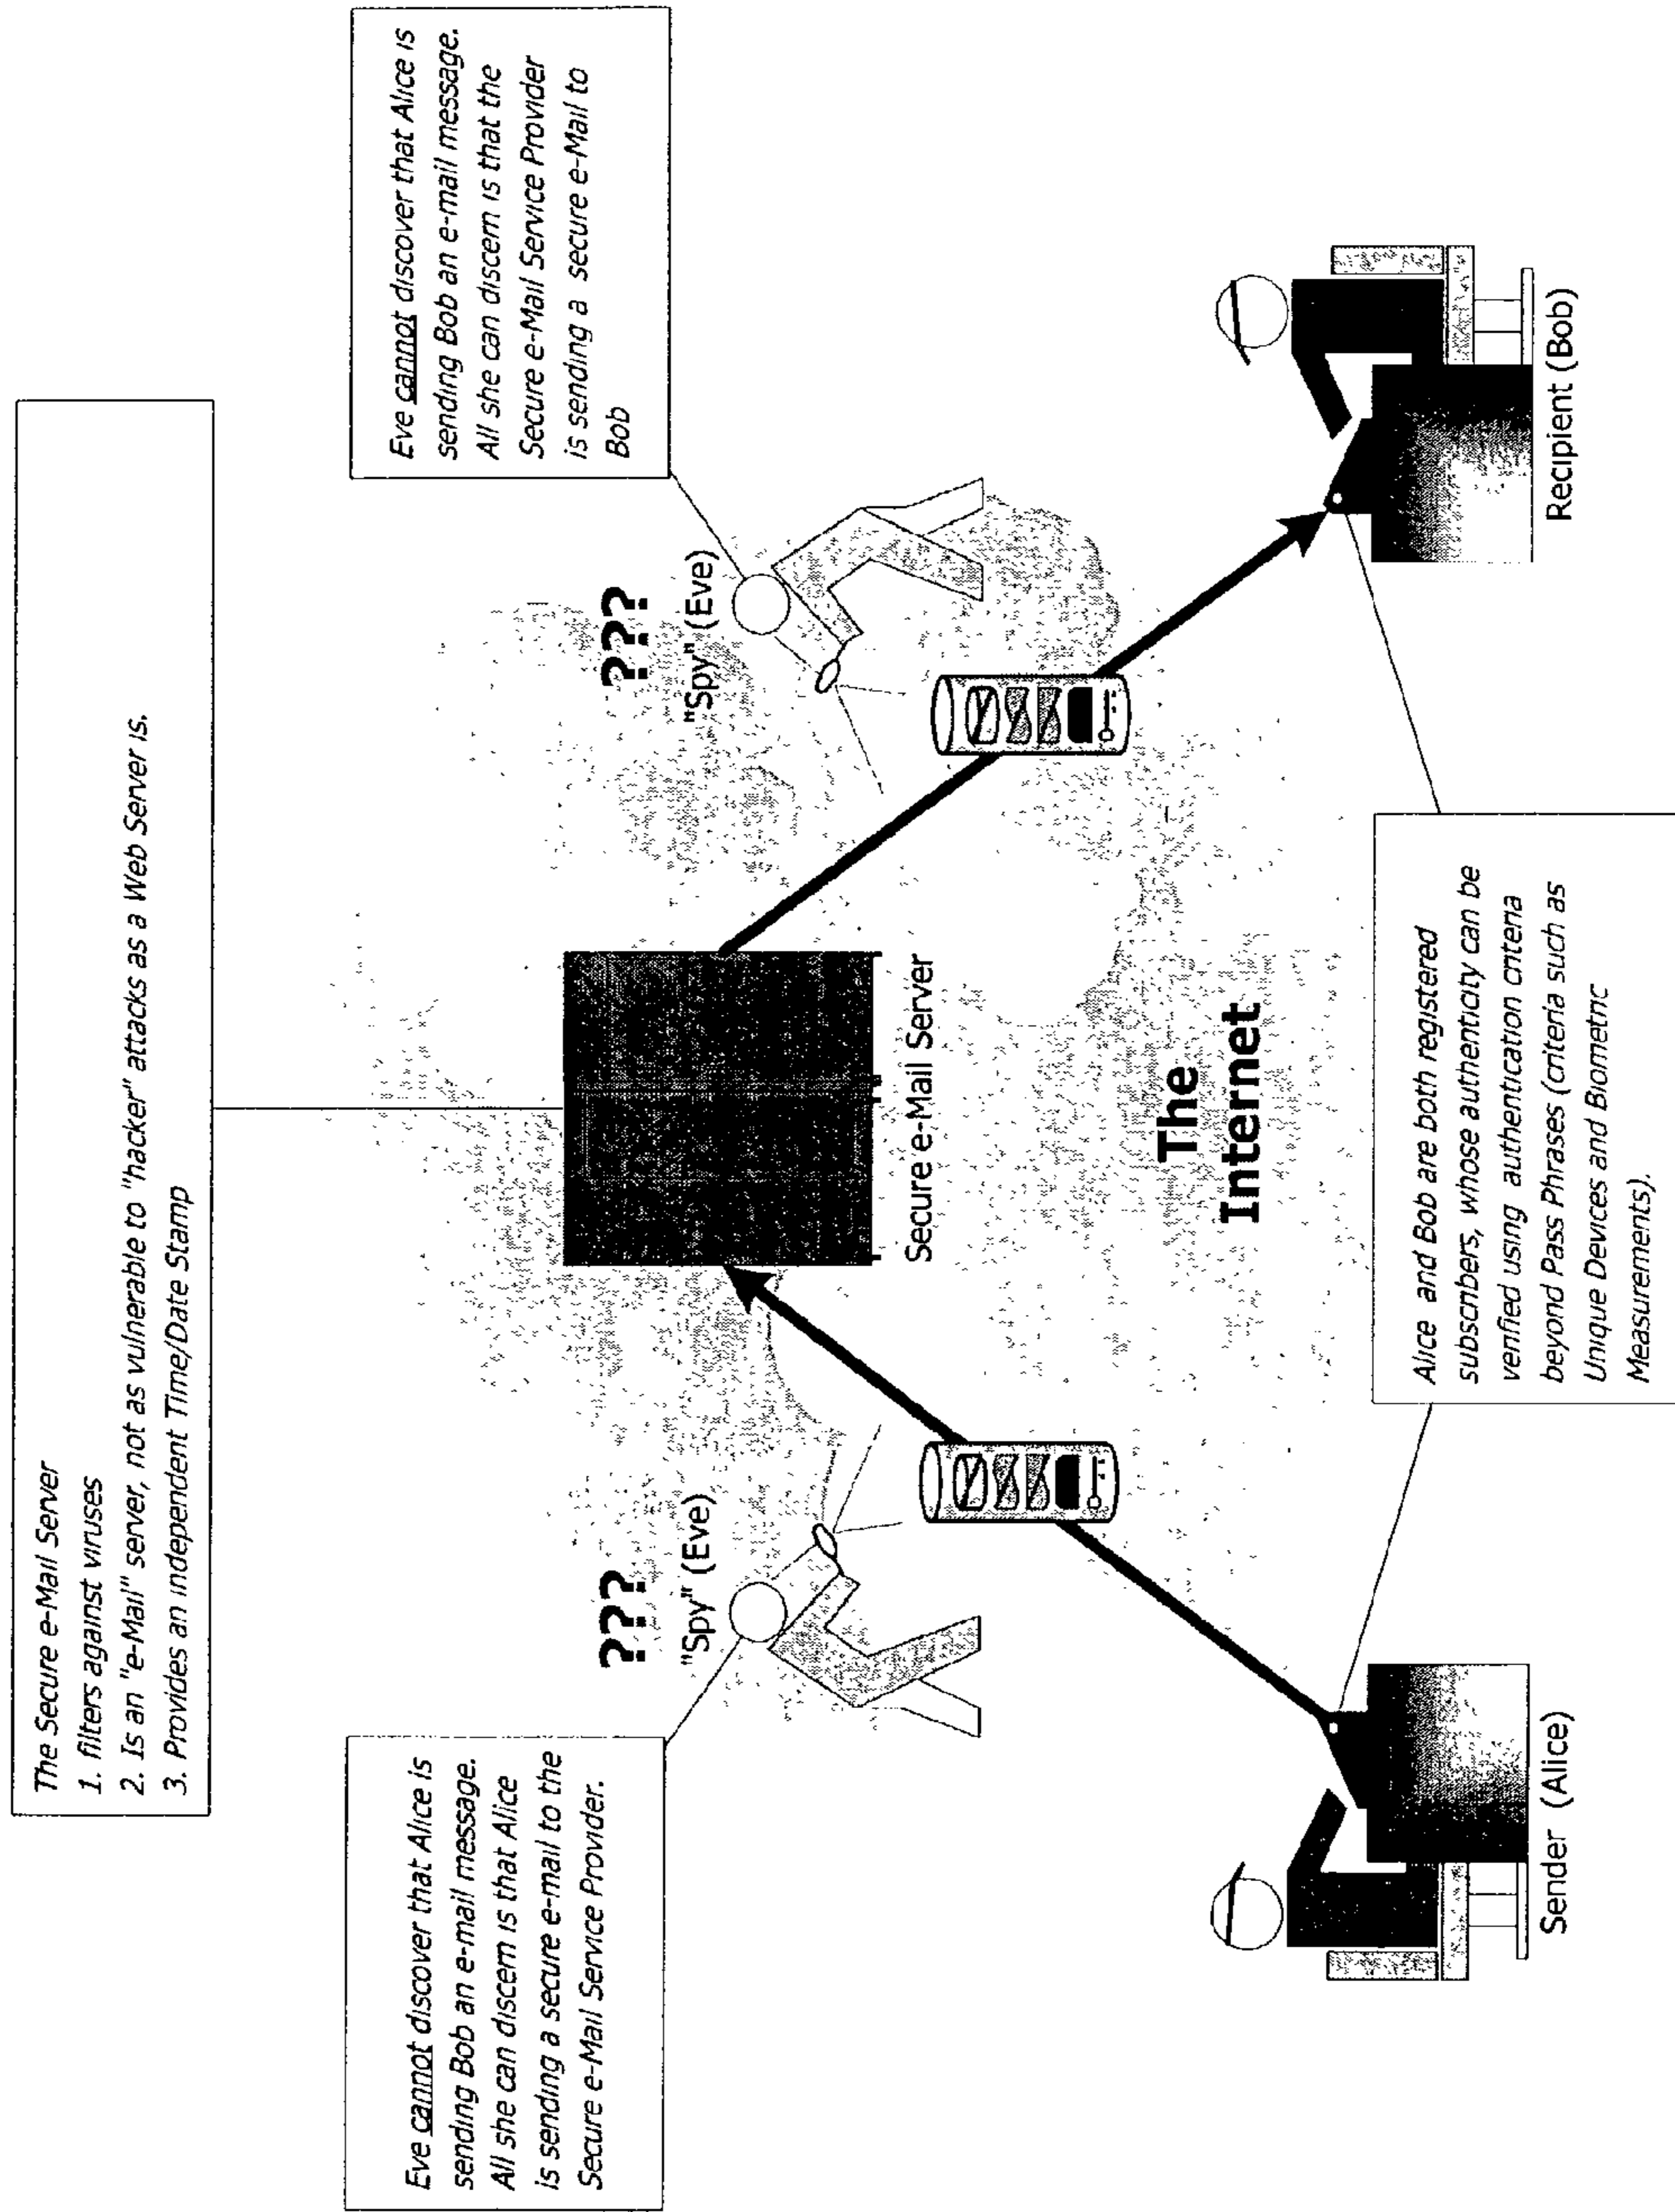 The Secure e-Mail Server
1. filters against viruses
2. Is an "e-Mail" server, not as vulnerable to "hacker" attacks as a Web Server is.
3. Provides an independent Time/Date Stamp
Eve cannot discover that Alice is
sending Bob an e-mail message.
All she can discern is that Alice
is sending a secure e-mail to the
Secure e-Mail Service Provider.
Eve cannot discover that Alice is
sending Bob an e-mail message.
All she can discern is that the
Secure e-Mail Service Provider
is sending a secure e-Mail to
Bob
???
"Spy" (Eve)
???
"Spy" (Eve)
Secure e-Mail Server
The
Internet
Sender (Alice)
Alice and Bob are both registered
subscribers, whose authenticity can be
verified using authentication criteria
beyond Pass Phrases (criteria such as
Unique Devices and Biometric
Measurements).
Recipient (Bob)